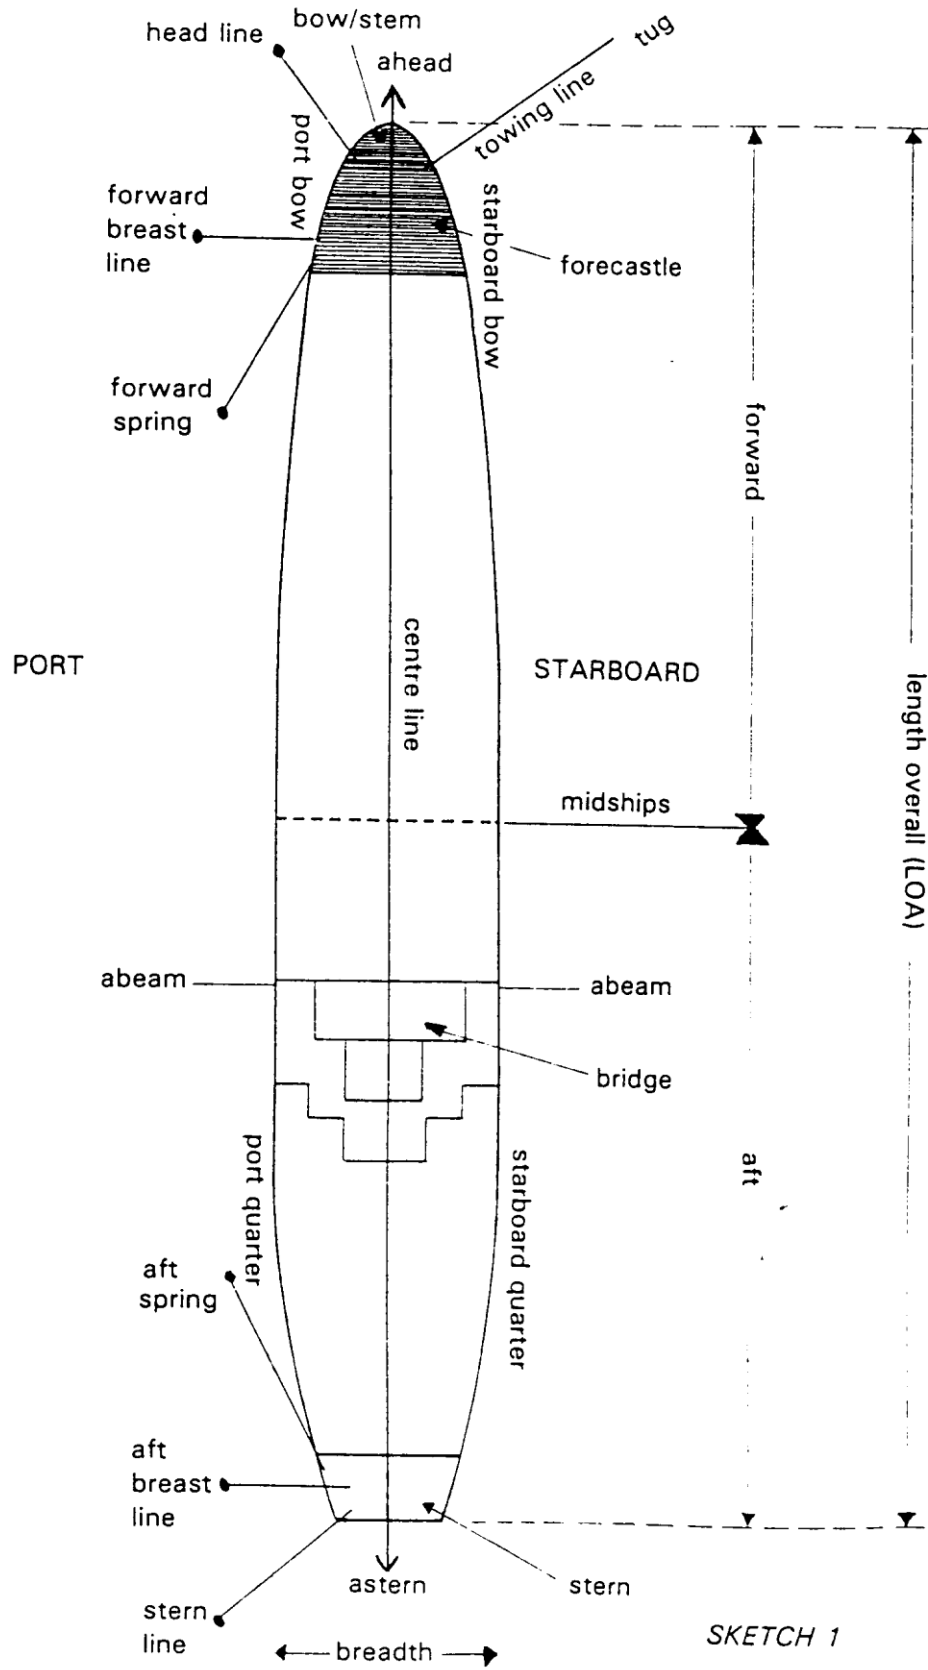 bow/stem
head line
tug
ahead
towing line
port bow
forward
breast
line
starboard bow
forecastle
forward
spring
forward
centre line
PORT
STARBOARD
length overall (LOA)
midships
abeam
abeam
bridge
port quarter
starboard quarter
aft
aft
spring
aft
breast
line
astern
stern
stern
line
breadth
SKETCH 1